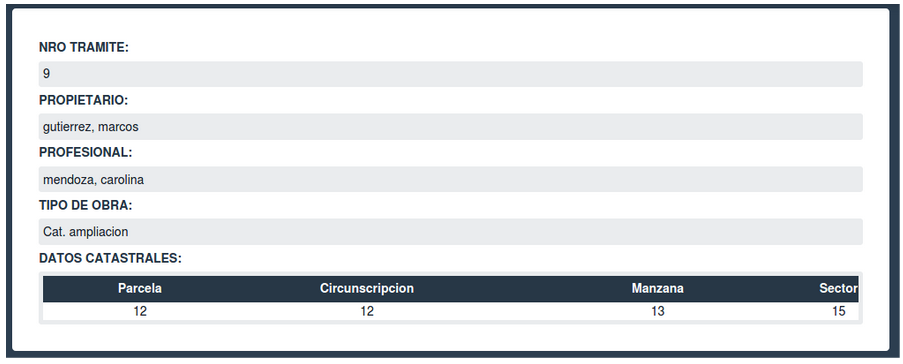 NRO TRAMITE:
9
PROPIETARIO:
gutierrez, marcos
PROFESIONAL:
mendoza, carolina
TIPO DE OBRA:
Cat. ampliacion
DATOS CATASTRALES:
Parcela Circunscripcion Manzana Sector
12 12 13 15